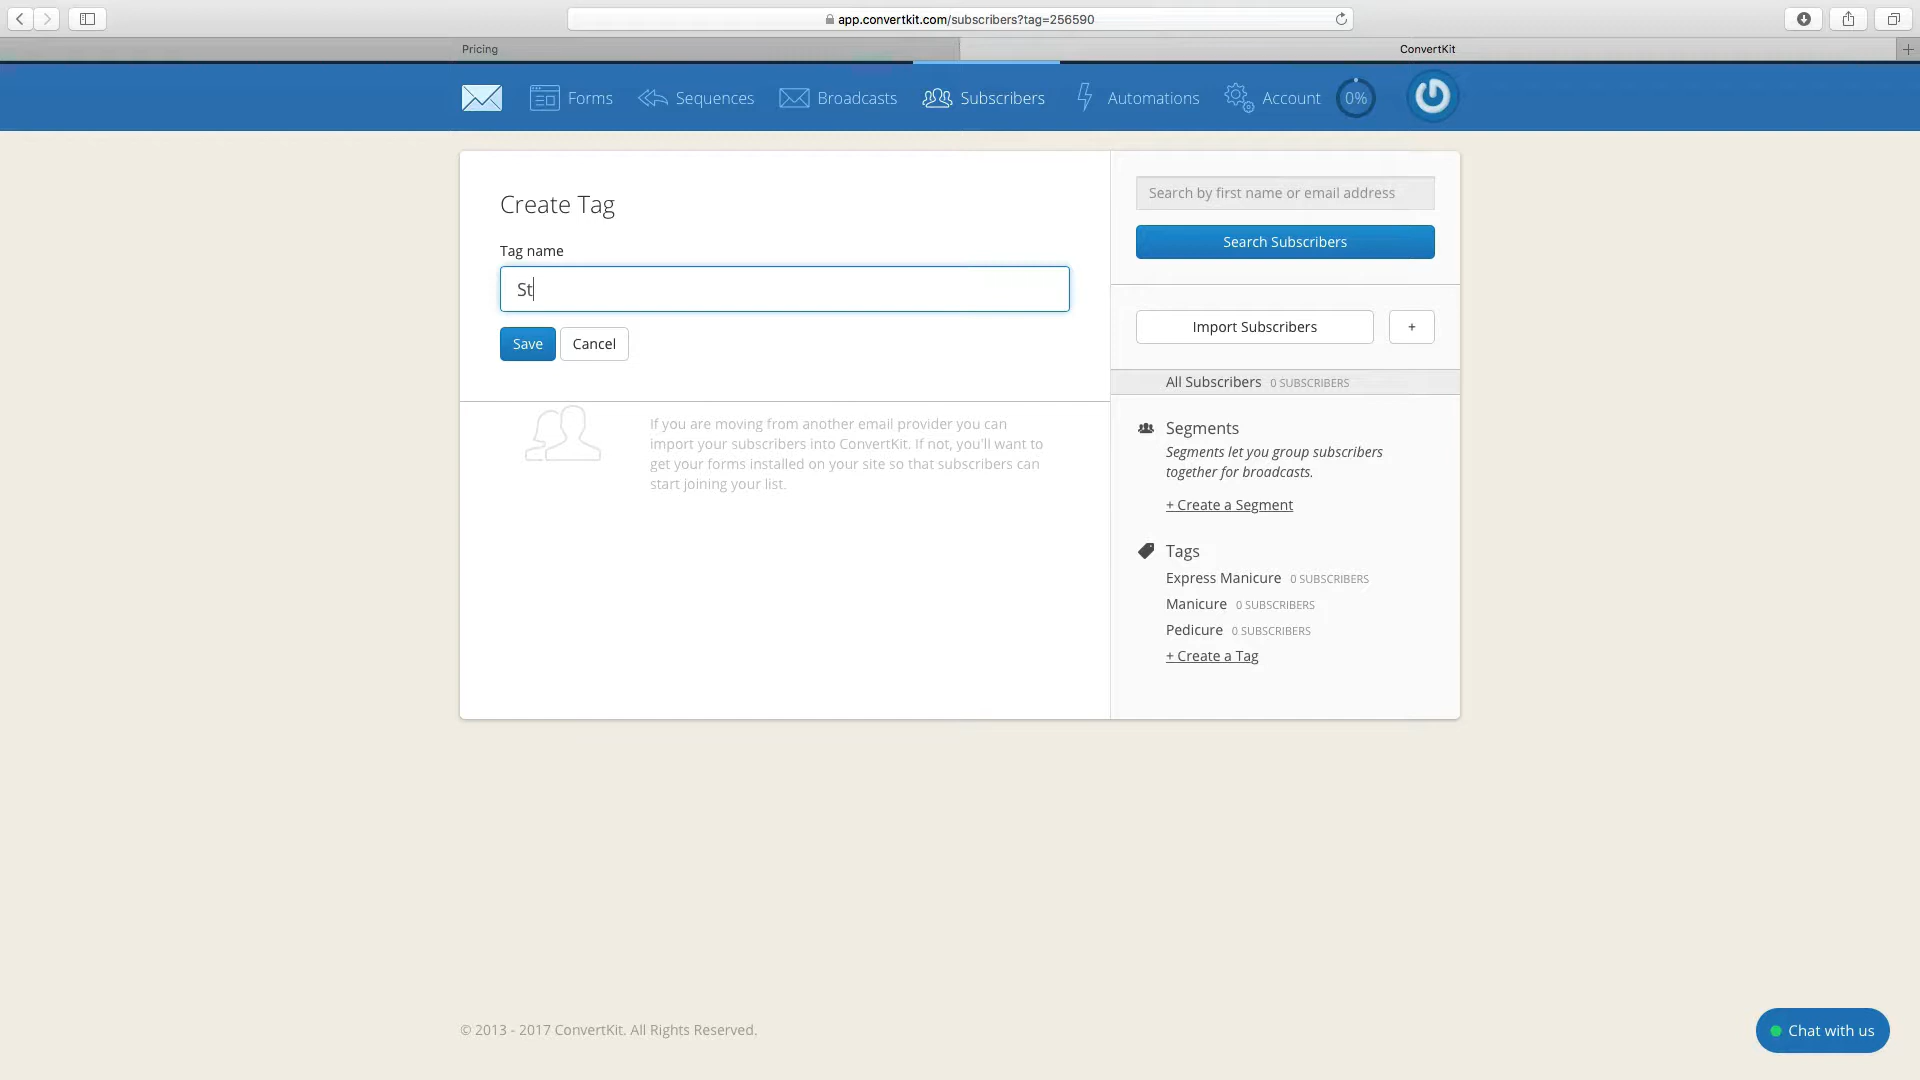 app.convertkit.com/subscribers?tag=256590
Pricing
ConvertKit
Forms
Sequences
Broadcasts
Subscribers
Automations
Account
0%
Create Tag
Tag name
St
Save
Cancel
If you are moving from another email provider you can
import your subscribers into ConvertKit. If not, you'll want to
get your forms installed on your site so that subscribers can
start joining your list.
Search by first name or email address
Search Subscribers
Import Subscribers
+
All Subscribers 0 SUBSCRIBERS
Segments
Segments let you group subscribers
together for broadcasts.
+ Create a Segment
Tags
Express Manicure 0 SUBSCRIBERS
Manicure 0 SUBSCRIBERS
Pedicure 0 SUBSCRIBERS
+ Create a Tag
© 2013 - 2017 ConvertKit. All Rights Reserved.
Chat with us